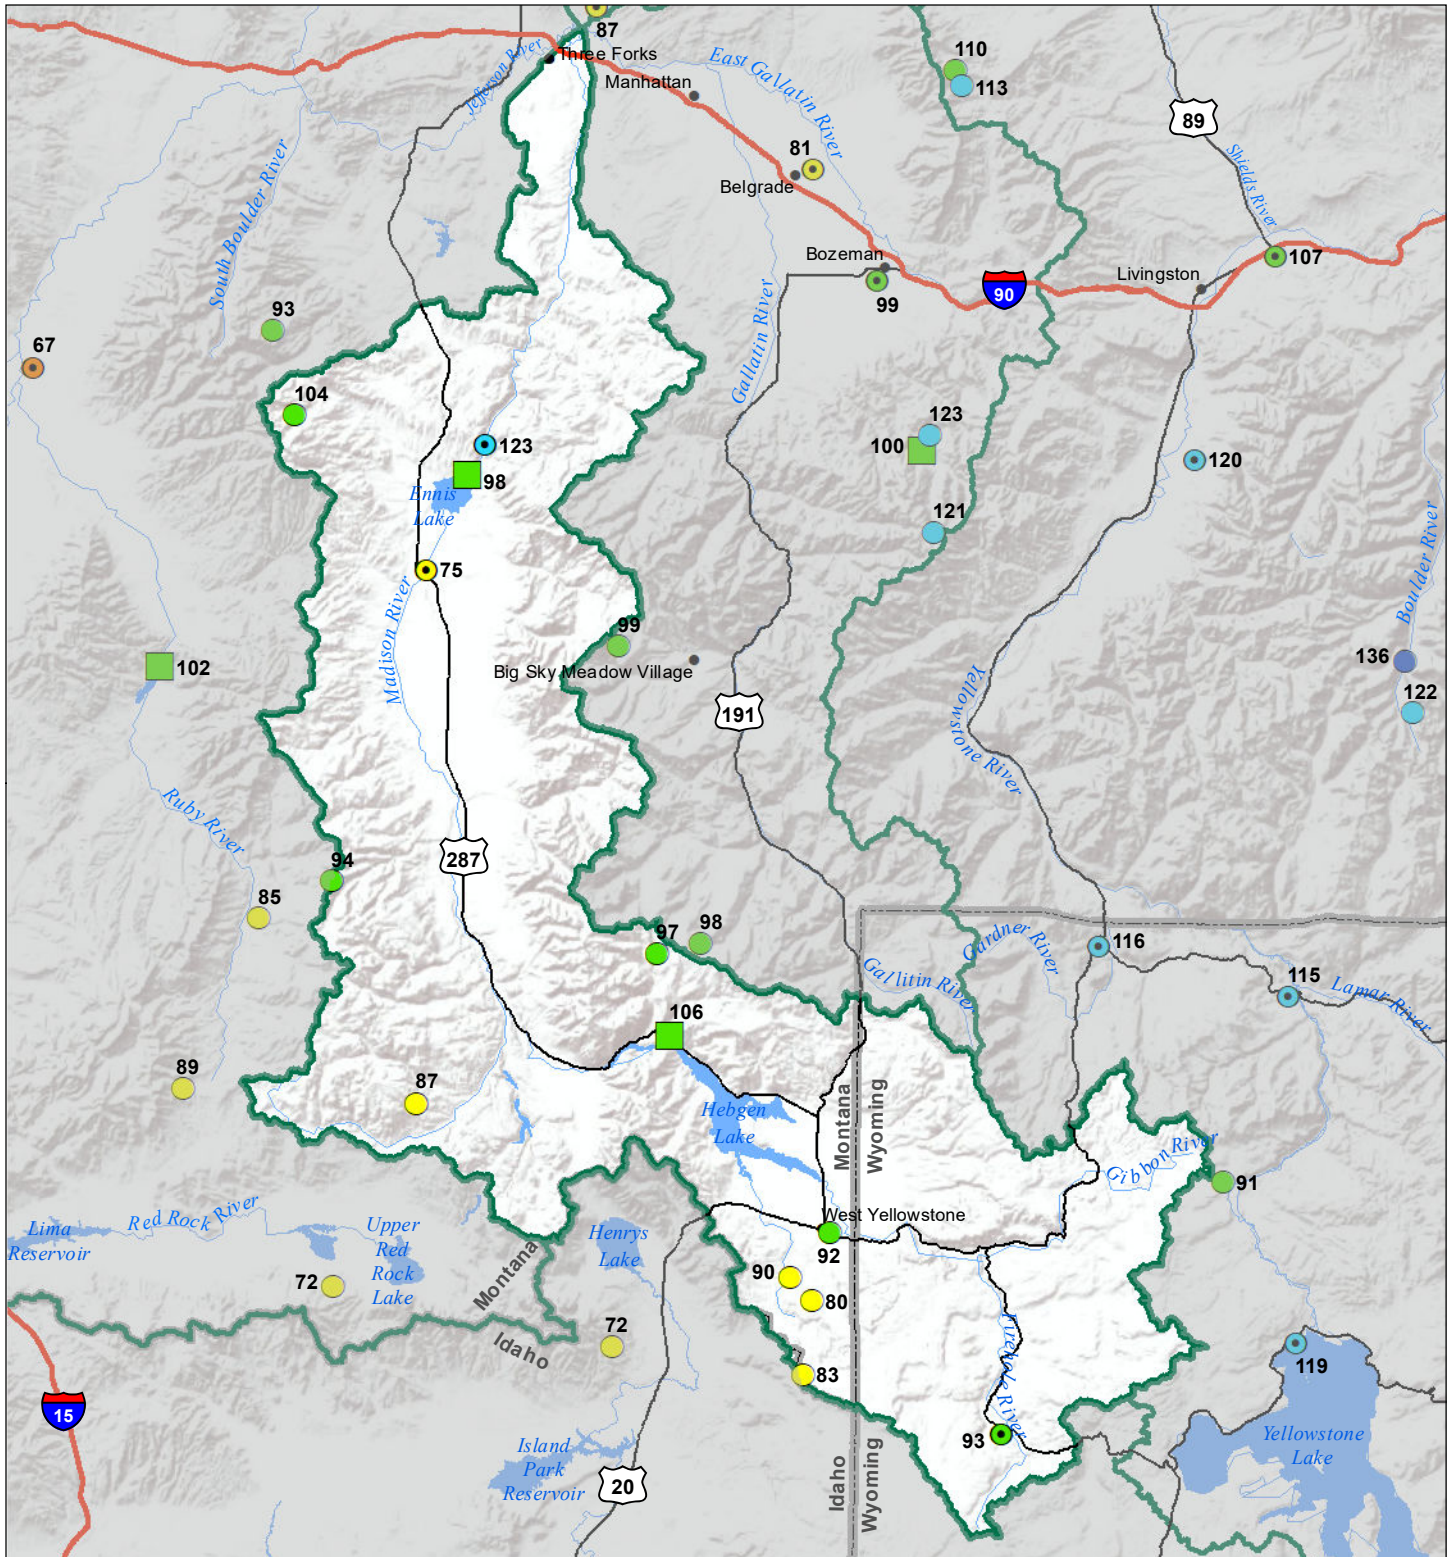 87
Three Forks
Jefferson River
Manhattan
East Gallatin River
110
113
89
81
Belgrade
Shields River
South Boulder River
Bozeman
99
90
Livingston
107
93
67
104
Gallatin River
123
98
Ennis
Lake
123
100
120
121
75
Madison River
Boulder River
99
Big Sky Meadow Village
102
136
122
191
Yellowstone River
Ruby River
287
94
85
97
98
Gardner River
116
Gallitin River
115
Lamar River
106
89
87
Hebgen
Lake
Montana
Wyoming
Gibbon River
91
Lima
Reservoir
Red Rock River
Upper
Red
Rock
Lake
Henrys
Lake
West Yellowstone
92
72
Montana
Idaho
90
80
72
83
Firehole River
119
15
93
Yellowstone
Lake
Island
Park
Reservoir
20
Idaho
Wyoming